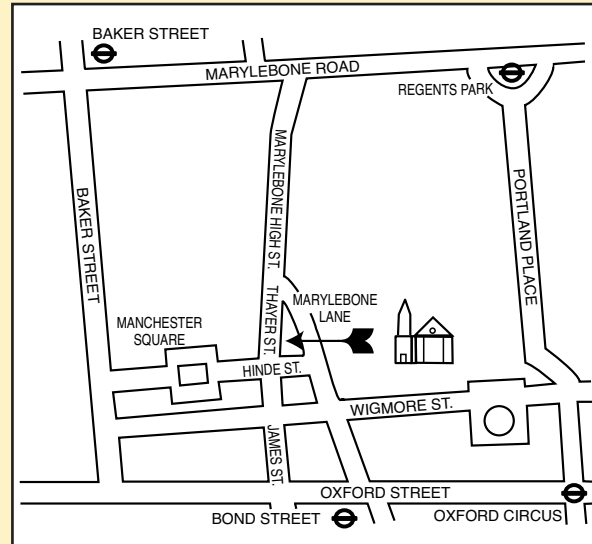 BAKER STREET
MARYLEBONE ROAD
REGENTS PARK
BAKER STREET
MARYLEBONE HIGH ST.
PORTLAND PLACE
THAYER ST.
MARYLEBONE
LANE
MANCHESTER
SQUARE
HINDE ST.
WIGMORE ST.
JAMES ST.
OXFORD STREET
BOND STREET
OXFORD CIRCUS